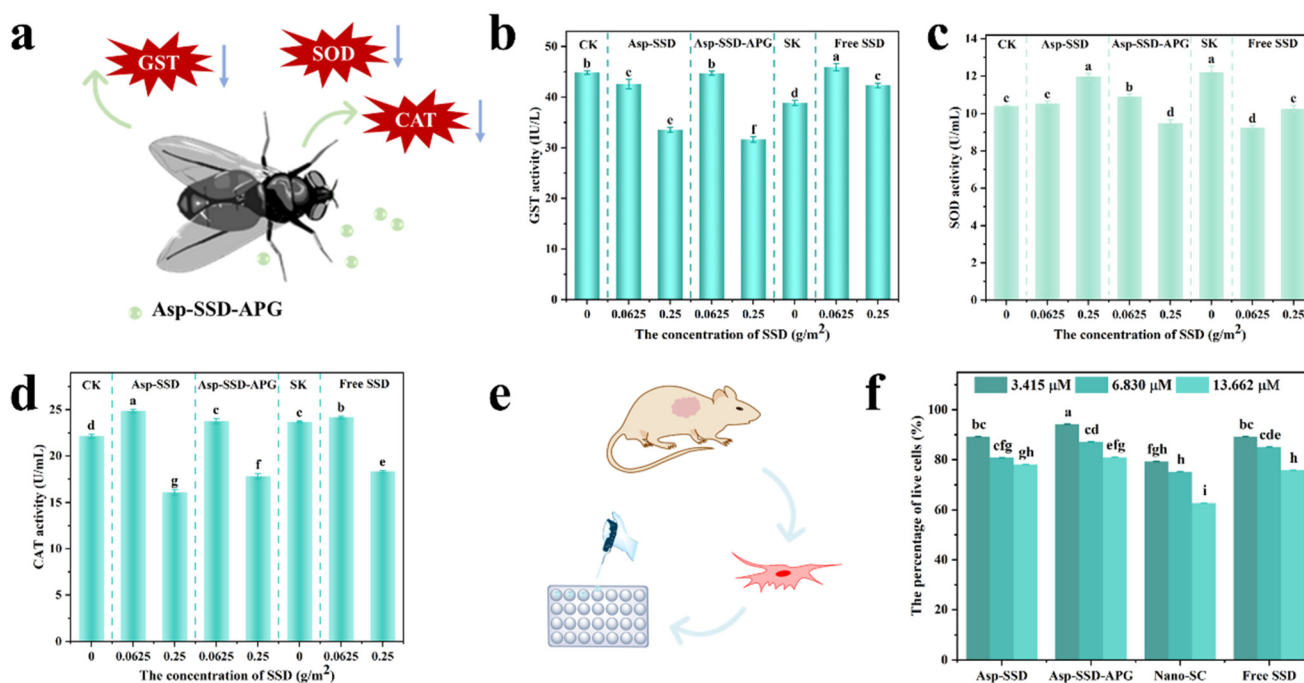 a
GST
SOD
CAT
Asp-SSD-APG
b
CK Asp-SSD Asp-SSD-APG SK Free SSD
b c e b f d a c
GST activity (IU/L)
50
45
40
30
20
10
0
0 0.0625 0.25 0.0625 0.25 0 0.0625 0.25
The concentration of SSD (g/m²)
c
CK Asp-SSD Asp-SSD-APG SK Free SSD
c c a b d a d c
SOD activity (U/mL)
14
12
10
8
6
4
2
0
0 0.0625 0.25 0.0625 0.25 0 0.0625 0.25
The concentration of SSD (g/m²)
d
CK Asp-SSD Asp-SSD-APG SK Free SSD
d a g c f c b e
CAT activity (U/mL)
25
20
15
10
5
0
0 0.0625 0.25 0.0625 0.25 0 0.0625 0.25
The concentration of SSD (g/m²)
e
f
3.415 μM 6.830 μM 13.662 μM
bc cfg gh a cd efg fgh h i bc cde h
The percentage of live cells (%)
100
80
60
40
20
0
Asp-SSD Asp-SSD-APG Nano-SC Free SSD